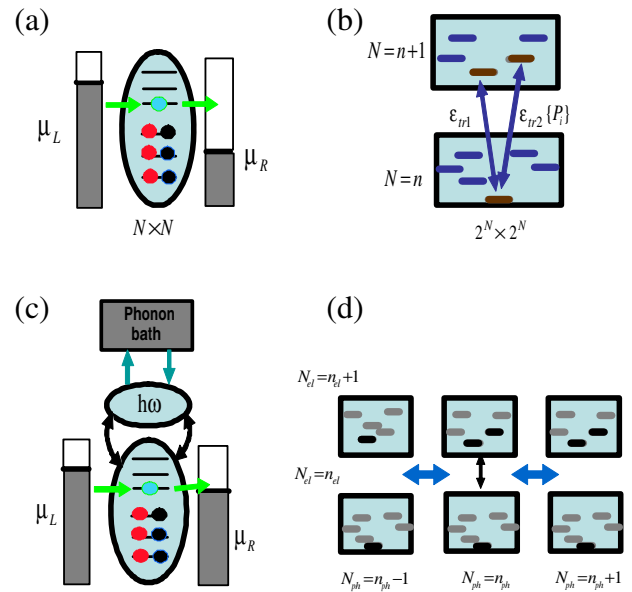 (a)
μ_L
μ_R
N×N
(b)
N=n+1
ε_tr1
ε_tr2{P_i}
N=n
2^N×2^N
(c)
Phonon
bath
hω
μ_L
μ_R
(d)
N_el=n_el+1
N_el=n_el
N_ph=n_ph−1
N_ph=n_ph
N_ph=n_ph+1